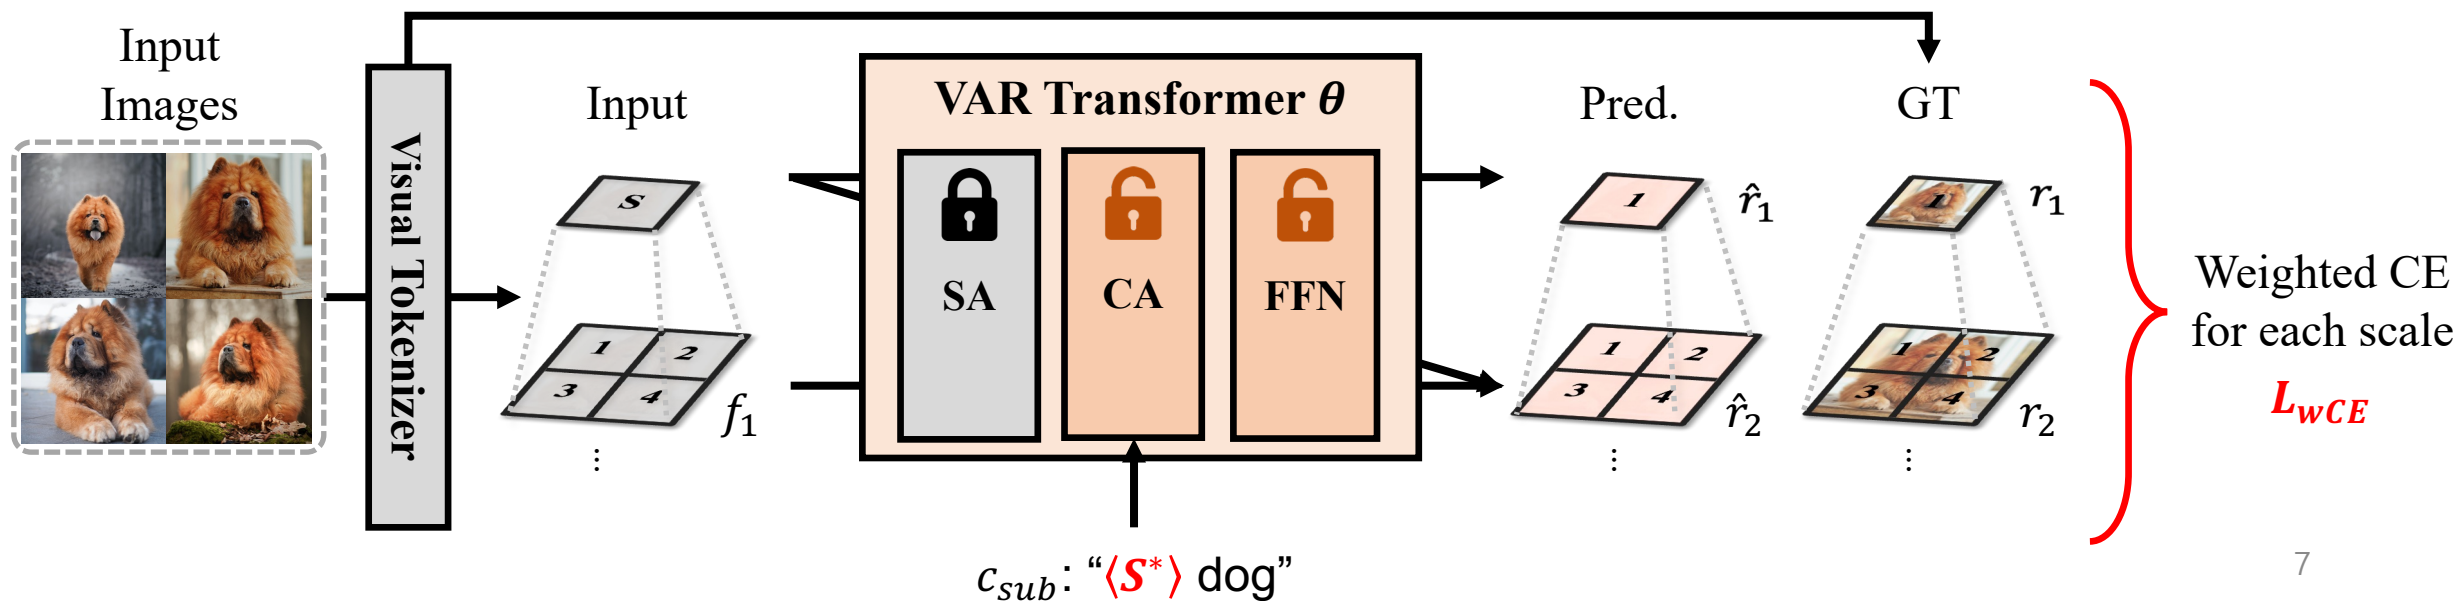 Input
Images
Visual Tokenizer
Input
S
1 2
3 4
f₁
⋮
VAR Transformer θ
SA
CA
FFN
c_sub: “⟨S*⟩ dog”
Pred.
1
r̂₁
1 2
3 4
r̂₂
⋮
GT
1
r₁
1 2
3 4
r₂
⋮
Weighted CE
for each scale
L_wCE
7